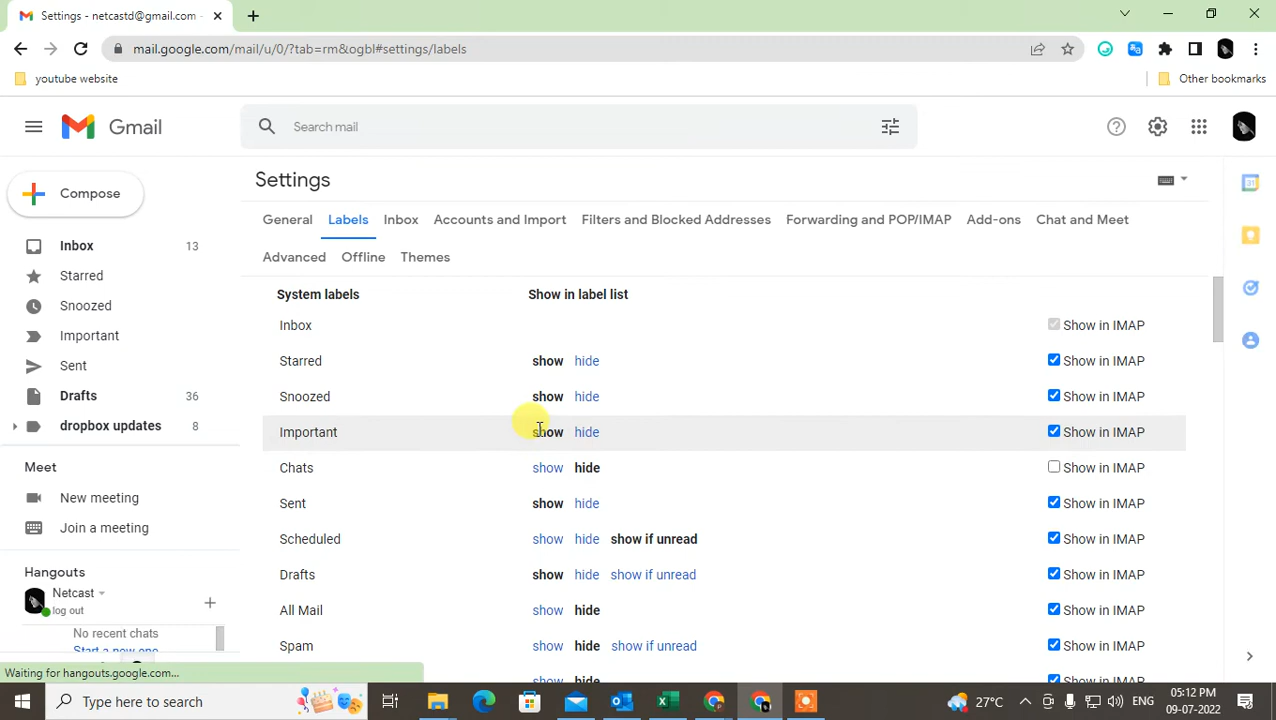 Settings - netcastd@gmail.com
mail.google.com/mail/u/0/?tab=rm&ogbl#settings/labels
youtube website
Other bookmarks
Gmail
Search mail
Compose
Settings
General Labels Inbox Accounts and Import Filters and Blocked Addresses Forwarding and POP/IMAP Add-ons Chat and Meet
Advanced Offline Themes
Inbox 13
Starred
Snoozed
Important
Sent
Drafts 36
dropbox updates 8
Meet
New meeting
Join a meeting
Hangouts
Netcast
log out
No recent chats
Start a new one
System labels Show in label list
Inbox Show in IMAP
Starred show hide Show in IMAP
Snoozed show hide Show in IMAP
Important show hide Show in IMAP
Chats show hide Show in IMAP
Sent show hide Show in IMAP
Scheduled show hide show if unread Show in IMAP
Drafts show hide show if unread Show in IMAP
All Mail show hide Show in IMAP
Spam show hide show if unread Show in IMAP
show hide Show in IMAP
Waiting for hangouts.google.com...
Type here to search
27°C
ENG
05:12 PM
09-07-2022